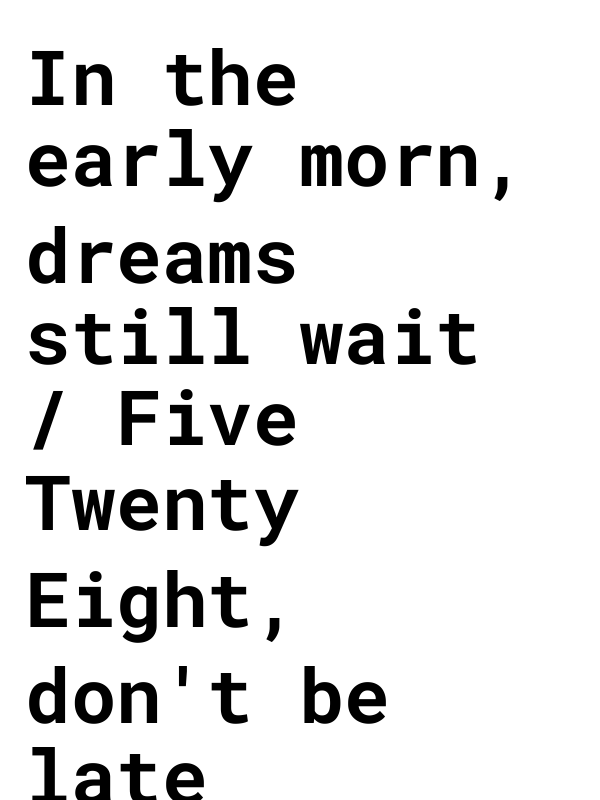 In the
early morn,
dreams
still wait
/ Five
Twenty
Eight,
don't be
late